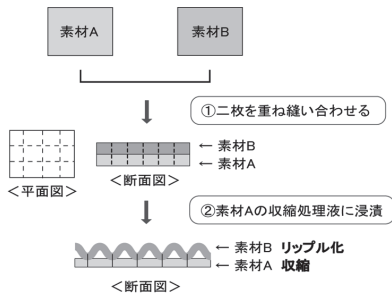 素材A
素材B
①二枚を重ね縫い合わせる
← 素材B
← 素材A
＜平面図＞
＜断面図＞
②素材Aの収縮処理液に浸漬
← 素材B リップル化
← 素材A 収縮
＜断面図＞